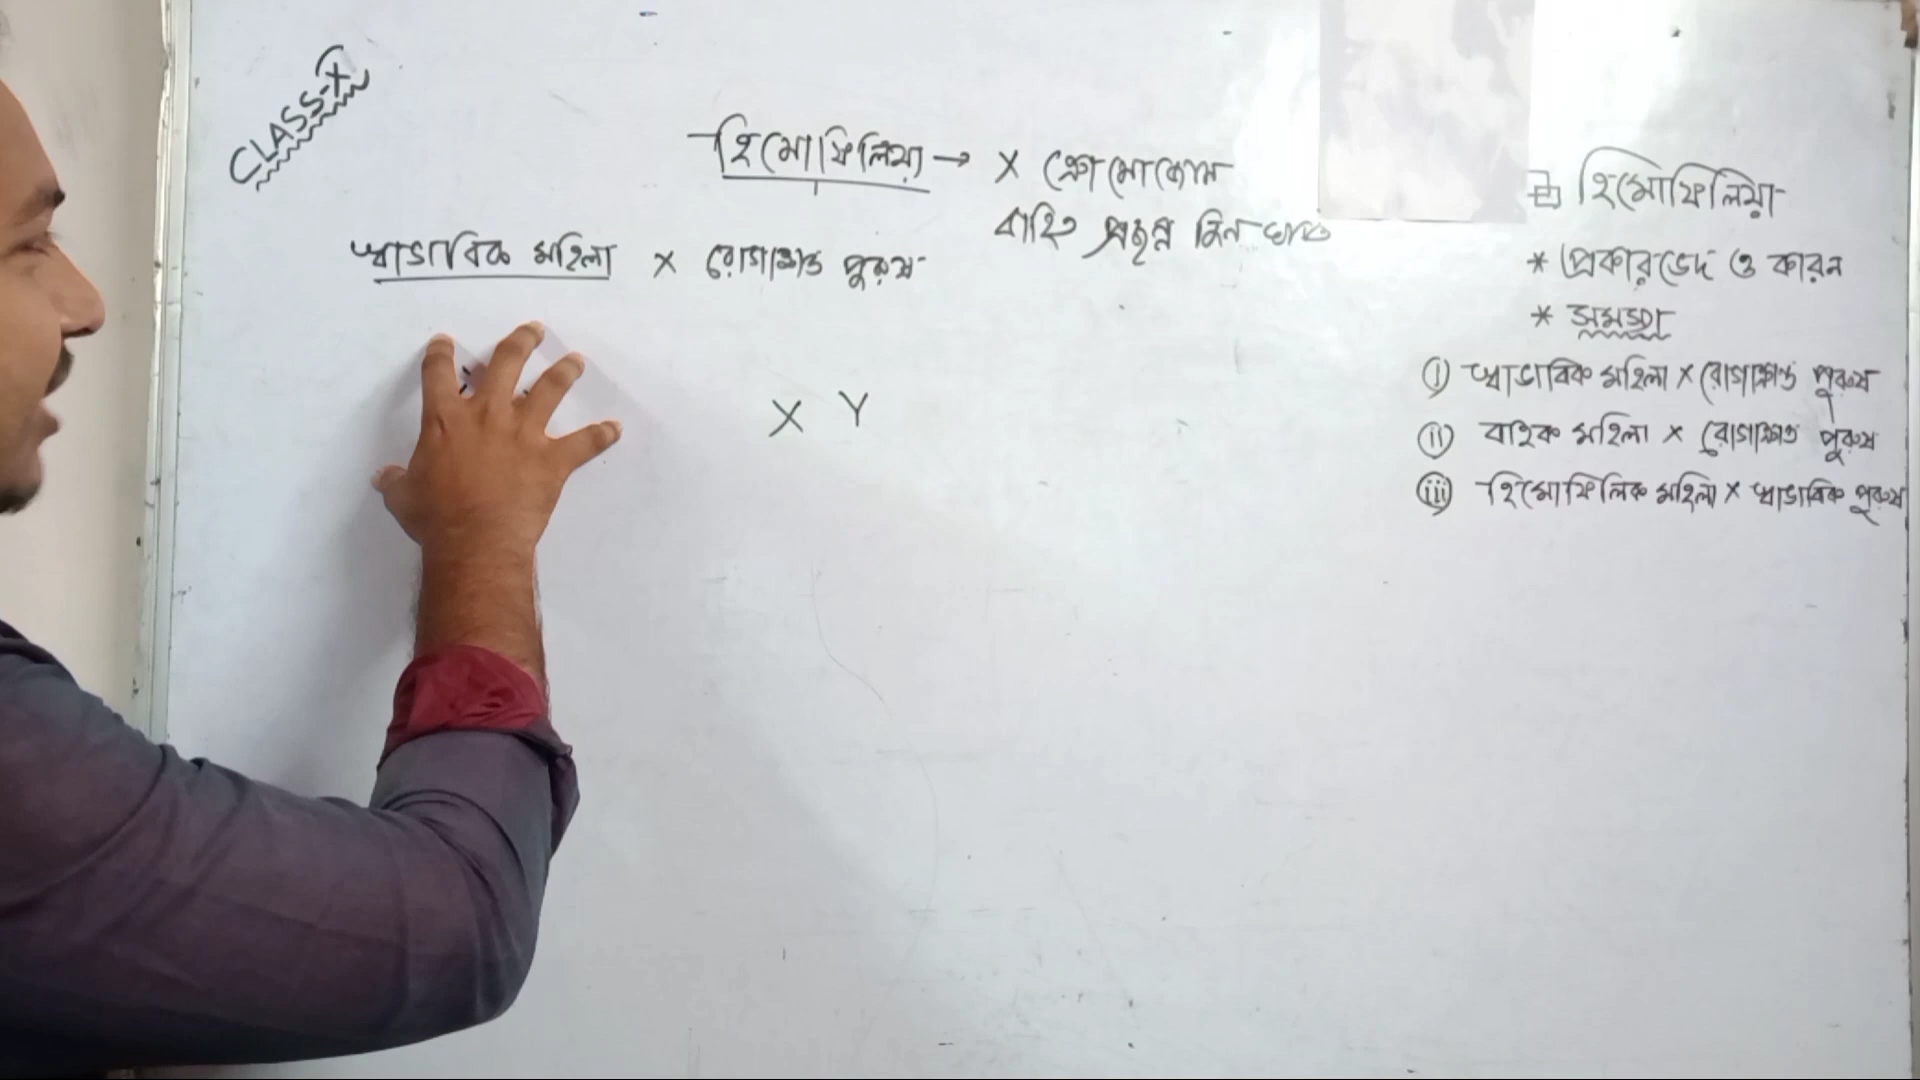 CLASS-X
হিমোফিলিয়া → X ক্রোমোজোম
বাহিত প্রচ্ছন্ন জিন ঘটিত
স্বাভাবিক মহিলা × রোগাক্রান্ত পুরুষ
X Y
হিমোফিলিয়া
* প্রকারভেদ ও কারন
* সমস্যা
(i) স্বাভাবিক মহিলা × রোগাক্রান্ত পুরুষ
(ii) বাহক মহিলা × রোগাক্রান্ত পুরুষ
(iii) হিমোফিলিক মহিলা × স্বাভাবিক পুরুষ